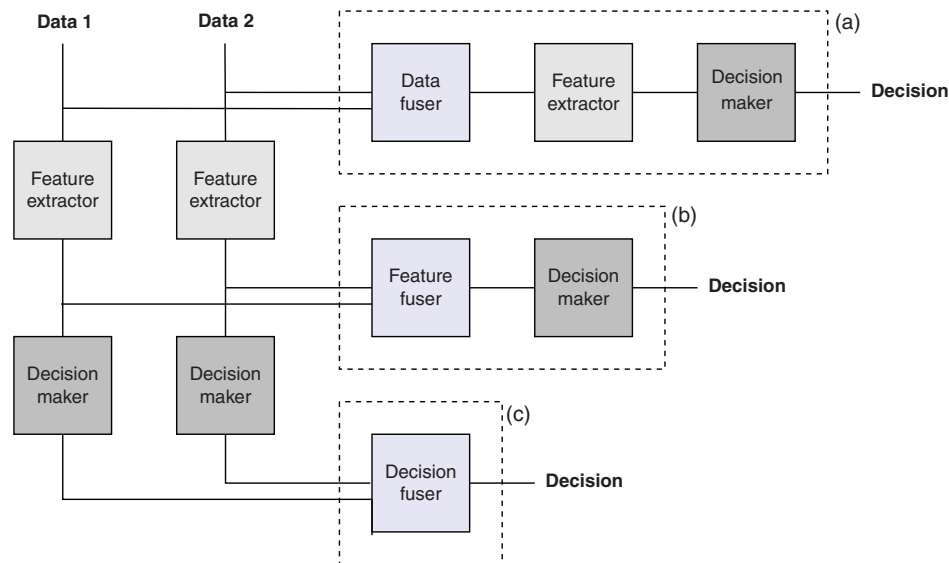 Data 1
Data 2
(a)
Data
fuser
Feature
extractor
Decision
maker
Decision
Feature
extractor
Feature
extractor
(b)
Feature
fuser
Decision
maker
Decision
Decision
maker
Decision
maker
(c)
Decision
fuser
Decision